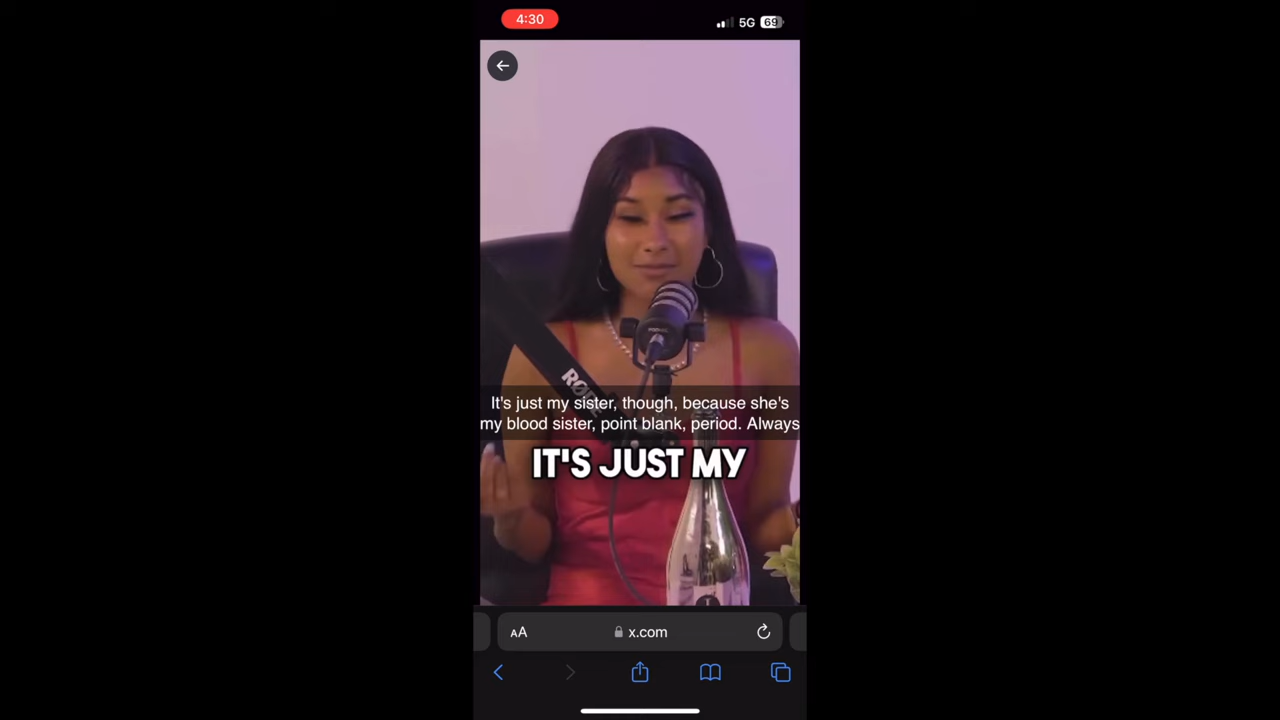 4:30
5G 69
It's just my sister, though, because she's
my blood sister, point blank, period. Always
IT'S JUST MY
AA
x.com